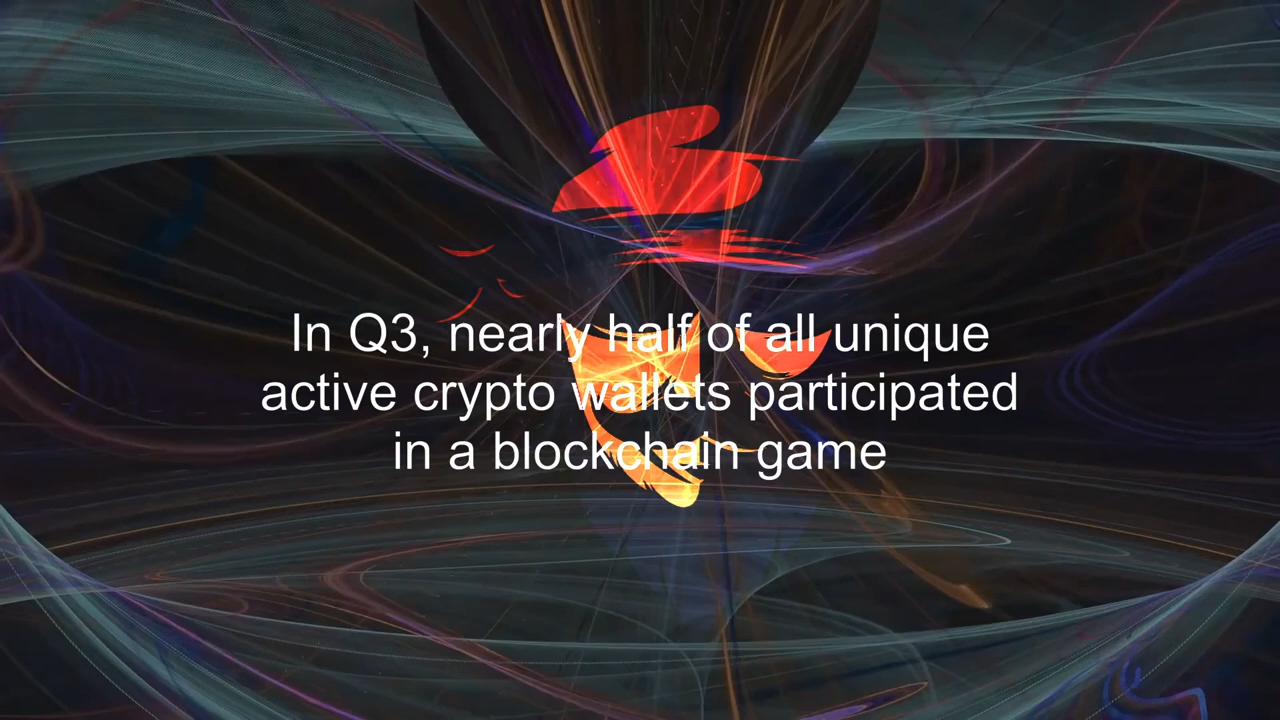 In Q3, nearly half of all unique
active crypto wallets participated
in a blockchain game